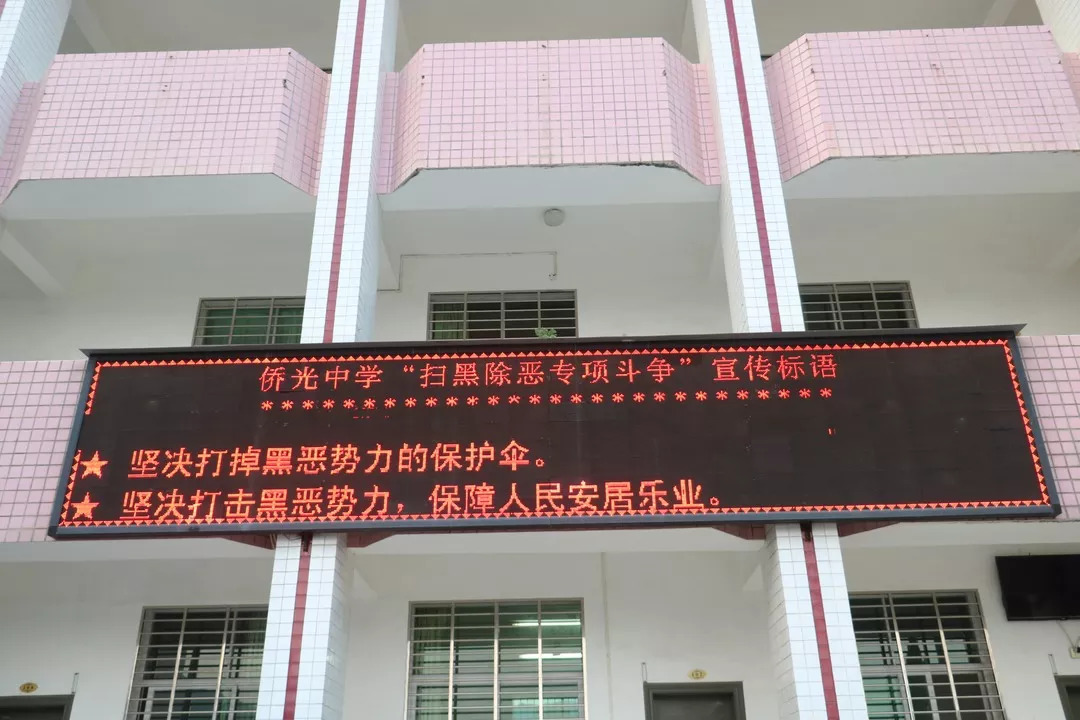 侨光中学“扫黑除恶专项斗争”宣传标语
****************************
★ 坚决打掉黑恶势力的保护伞。
★ 坚决打击黑恶势力，保障人民安居乐业。